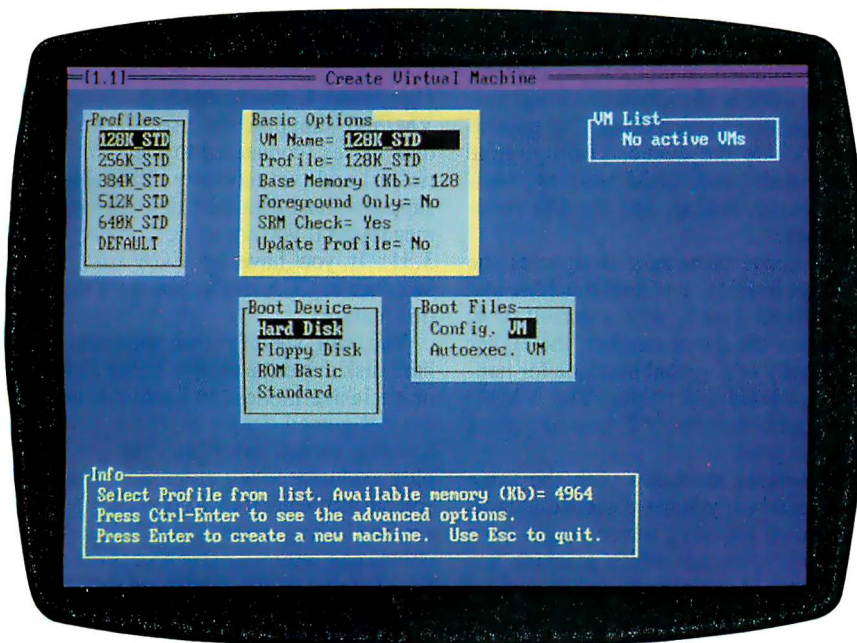 [1.1] Create Virtual Machine
Profiles
128K_STD
256K_STD
384K_STD
512K_STD
640K_STD
DEFAULT
Basic Options
VM Name= 128K_STD
Profile= 128K_STD
Base Memory (Kb)= 128
Foreground Only= No
SRM Check= Yes
Update Profile= No
VM List
No active VMs
Boot Device
Hard Disk
Floppy Disk
ROM Basic
Standard
Boot Files
Config. VM
Autoexec. VM
Info
Select Profile from list. Available memory (Kb)= 4964
Press Ctrl-Enter to see the advanced options.
Press Enter to create a new machine. Use Esc to quit.